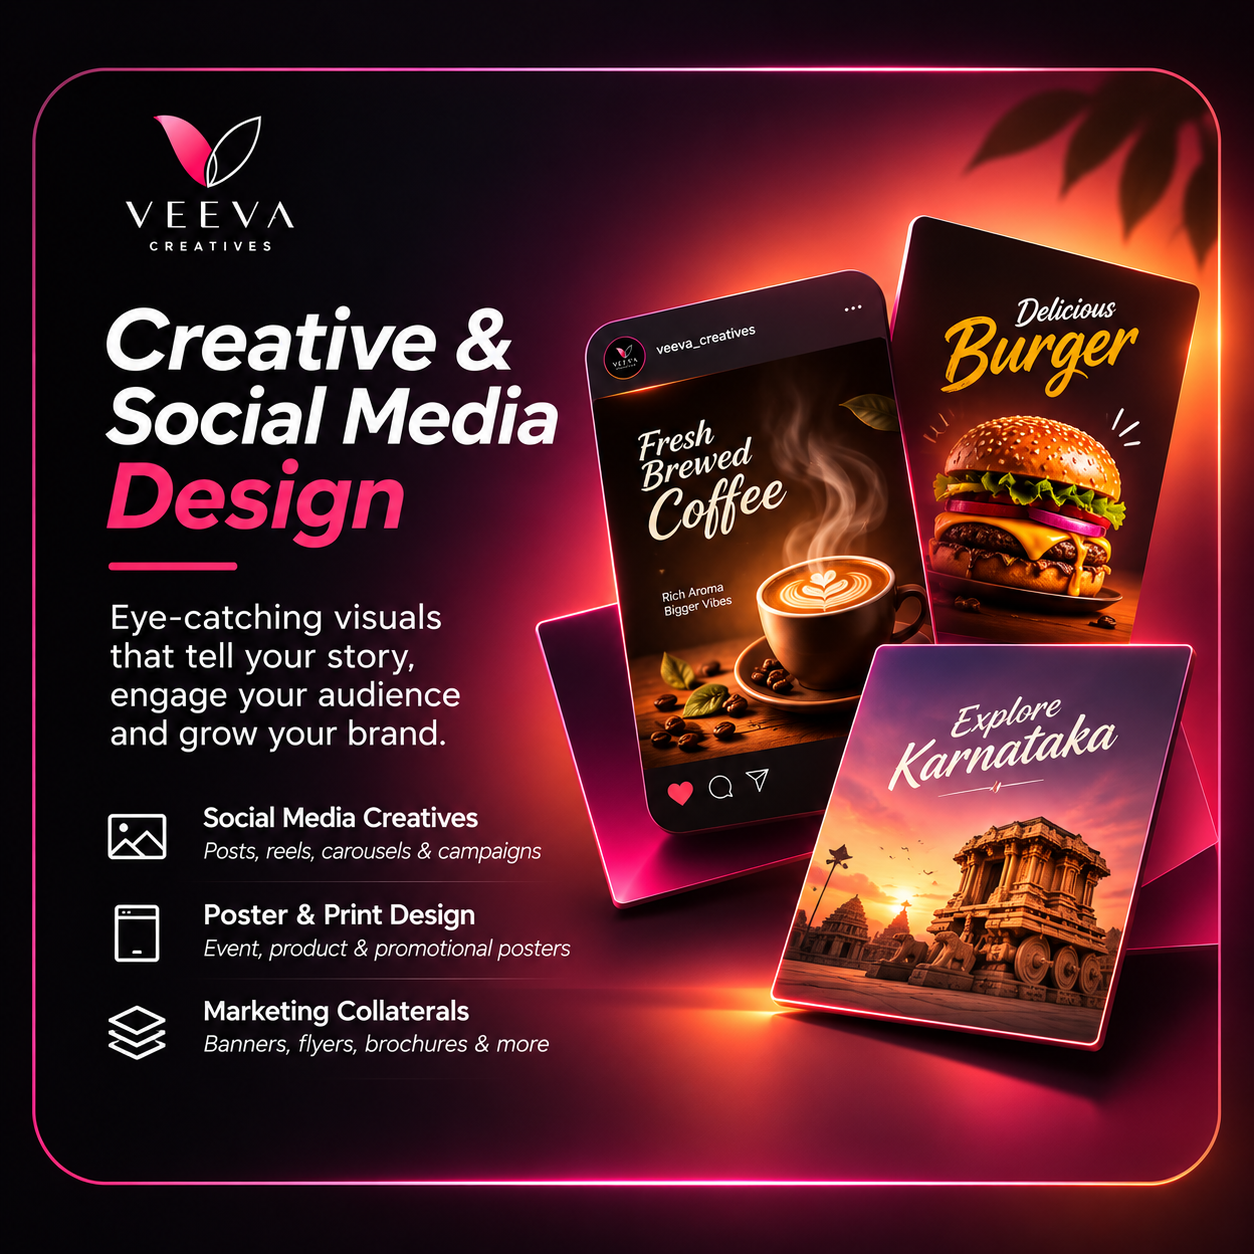 VEEVA
CREATIVES
Creative &
Social Media
Design
Eye-catching visuals
that tell your story,
engage your audience
and grow your brand.
Social Media Creatives
Posts, reels, carousels & campaigns
Poster & Print Design
Event, product & promotional posters
Marketing Collaterals
Banners, flyers, brochures & more
veeva_creatives
Fresh
Brewed
Coffee
Rich Aroma
Bigger Vibes
Delicious
Burger
Explore
Karnataka